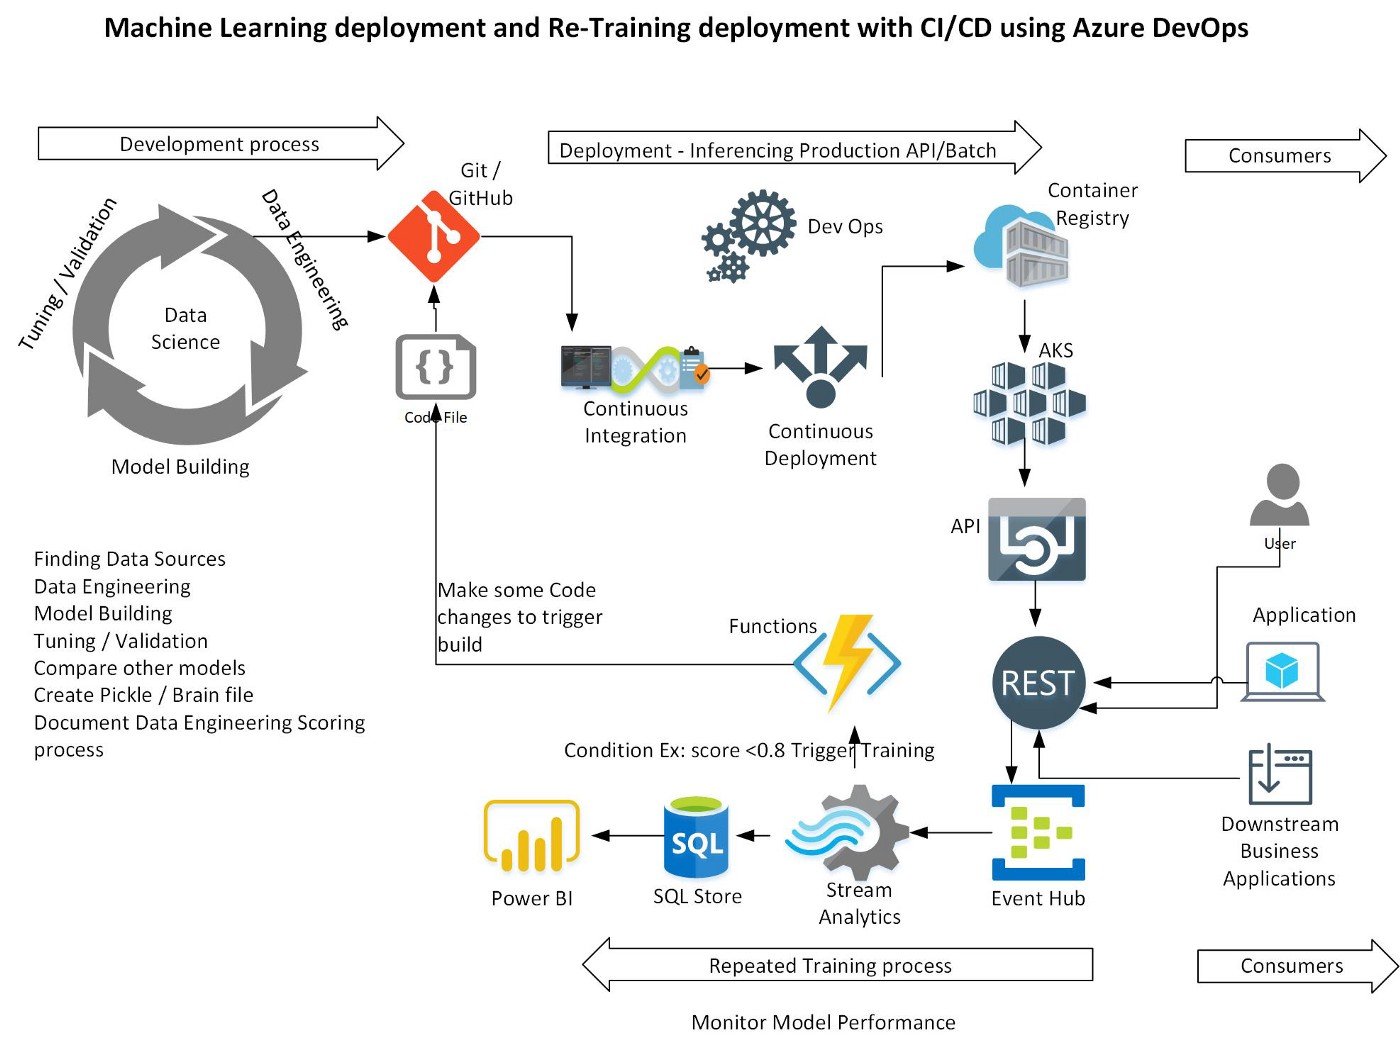 Machine Learning deployment and Re-Training deployment with CI/CD using Azure DevOps
Development process
Deployment - Inferencing Production API/Batch
Consumers
Git /
GitHub
Tuning / Validation
Data Engineering
Data
Science
Model Building
Code File
Dev Ops
Container
Registry
Continuous
Integration
Continuous
Deployment
AKS
API
User
Finding Data Sources
Data Engineering
Model Building
Tuning / Validation
Compare other models
Create Pickle / Brain file
Document Data Engineering Scoring
process
Make some Code
changes to trigger
build
Functions
REST
Application
Condition Ex: score <0.8 Trigger Training
SQL
Power BI
SQL Store
Stream
Analytics
Event Hub
Downstream
Business
Applications
Repeated Training process
Consumers
Monitor Model Performance